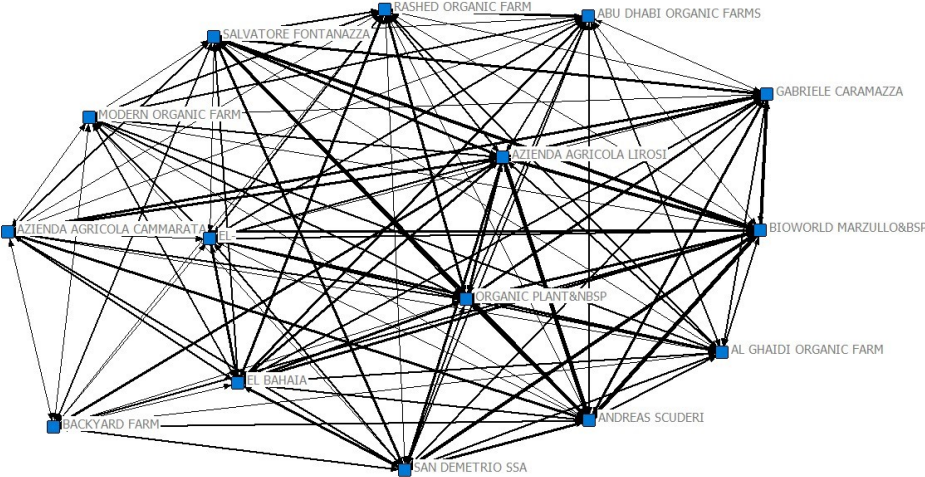 RASHED ORGANIC FARM
ABU DHABI ORGANIC FARMS
SALVATORE FONTANAZZA
GABRIELE CARAMAZZA
MODERN ORGANIC FARM
AZIENDA AGRICOLA LIROSI
AZIENDA AGRICOLA CAMMARATA
EL-
BIOWORLD MARZULLO&BSP
ORGANIC PLANT&NBSP
AL GHAIDI ORGANIC FARM
EL BAHAIA
ANDREAS SCUDERI
BACKYARD FARM
SAN DEMETRIO SSA